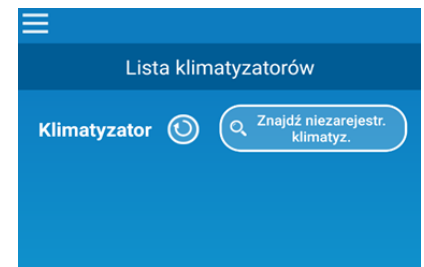 Lista klimatyzatorów
Klimatyzator
Znajdź niezarejestr.
klimatyz.